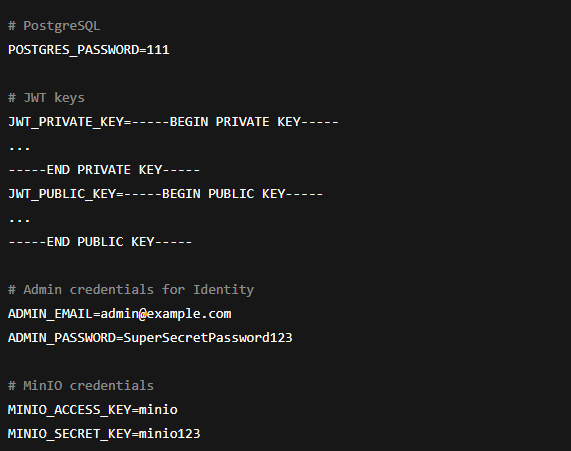 # PostgreSQL
POSTGRES_PASSWORD=111
# JWT keys
JWT_PRIVATE_KEY=-----BEGIN PRIVATE KEY-----
...
-----END PRIVATE KEY-----
JWT_PUBLIC_KEY=-----BEGIN PUBLIC KEY-----
...
-----END PUBLIC KEY-----
# Admin credentials for Identity
ADMIN_EMAIL=admin@example.com
ADMIN_PASSWORD=SuperSecretPassword123
# MinIO credentials
MINIO_ACCESS_KEY=minio
MINIO_SECRET_KEY=minio123